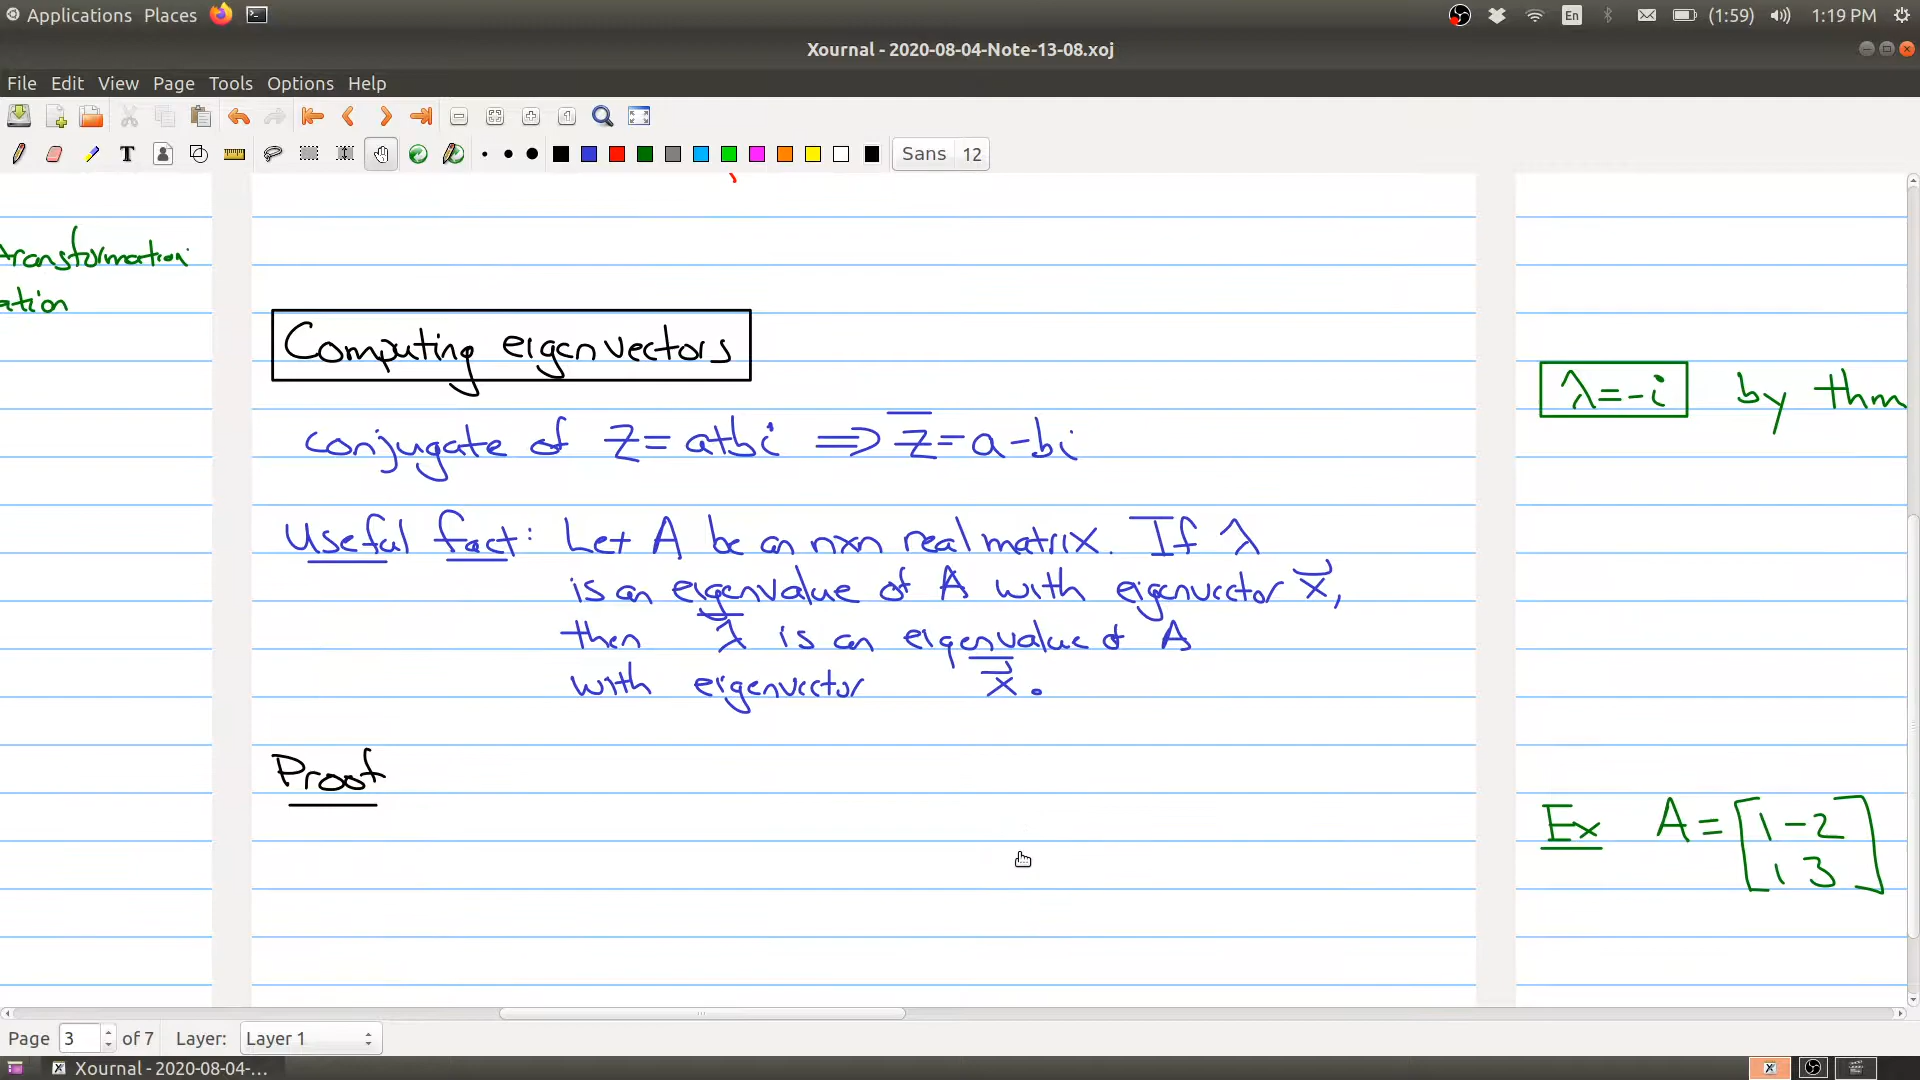 Applications Places En (1:59) 1:19 PM
Xournal - 2020-08-04-Note-13-08.xoj
File Edit View Page Tools Options Help
Sans 12
transformation
ation
Computing eigenvectors
conjugate of z = a+bi ⟹ z̅ = a-bi
Useful fact: Let A be an nxn real matrix. If λ
is an eigenvalue of A with eigenvector x⃗,
then λ̅ is an eigenvalue of A
with eigenvector x⃗̅.
Proof
λ=-i by thm
Ex A = [1 -2
1 3]
Page 3 of 7 Layer: Layer 1
Xournal - 2020-08-04-...